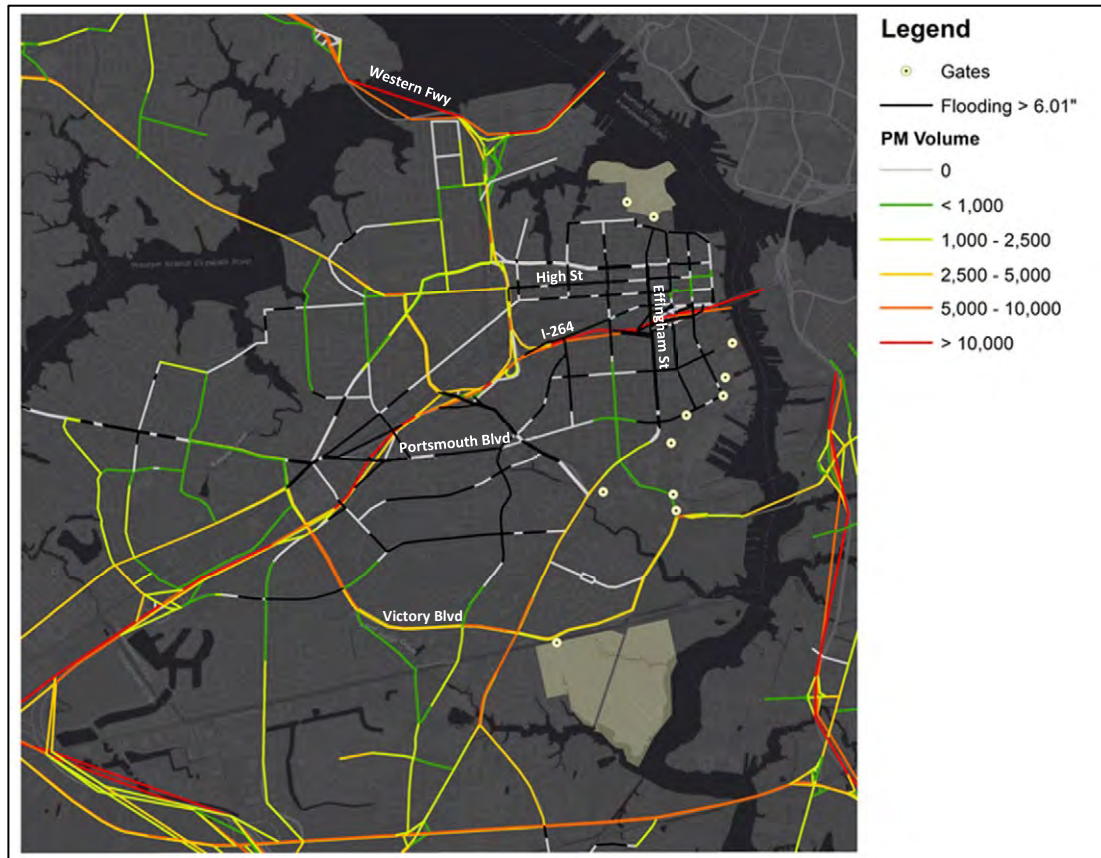 Western Fwy
High St
Effingham St
I-264
Portsmouth Blvd
Victory Blvd
Legend
Gates
Flooding > 6.01"
PM Volume
0
< 1,000
1,000 - 2,500
2,500 - 5,000
5,000 - 10,000
> 10,000